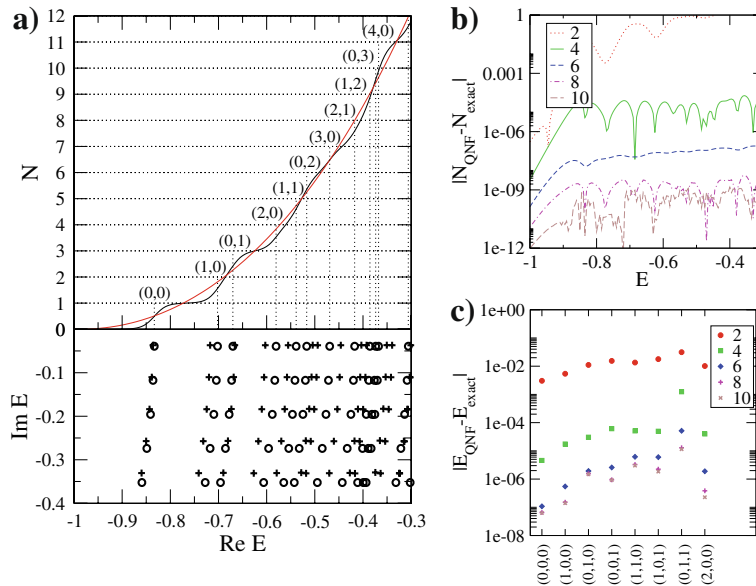 a)
N
12
11
10
9
8
7
6
5
4
3
2
1
0
(4,0)
(0,3)
(1,2)
(2,1)
(3,0)
(0,2)
(1,1)
(2,0)
(0,1)
(1,0)
(0,0)
Im E
-0.1
-0.2
-0.3
-0.4
-1 -0.9 -0.8 -0.7 -0.6 -0.5 -0.4 -0.3
Re E
b)
|N_QNF-N_exact|
1
0.001
1e-06
1e-09
1e-12
2
4
6
8
10
-1 -0.8 -0.6 -0.4
E
c)
|E_QNF-E_exact|
1e+00
1e-02
1e-04
1e-06
1e-08
2
4
6
8
10
(0,0,0)
(1,0,0)
(0,1,0)
(0,0,1)
(1,1,0)
(1,0,1)
(0,1,1)
(2,0,0)